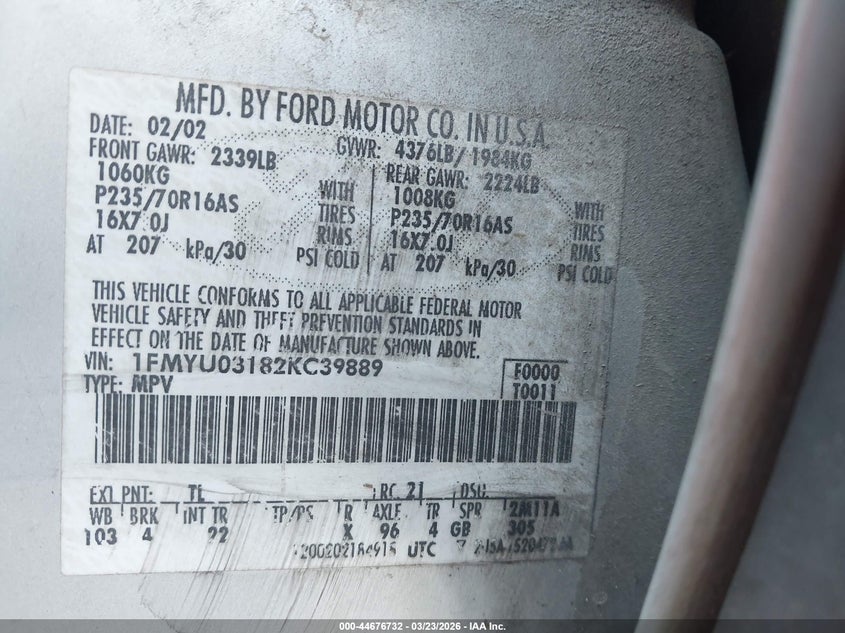 MFD. BY FORD MOTOR CO. IN U.S.A.
DATE: 02/02 GVWR: 4376LB/ 1984KG
FRONT GAWR: 2339LB REAR GAWR: 2224LB
1060KG WITH 1008KG WITH
P235/70R16AS TIRES P235/70R16AS TIRES
16X7.0J RIMS 16X7.0J RIMS
AT 207 kPa/30 PSI COLD AT 207 kPa/30 PSI COLD
THIS VEHICLE CONFORMS TO ALL APPLICABLE FEDERAL MOTOR
VEHICLE SAFETY AND THEFT PREVENTION STANDARDS IN
EFFECT ON THE DATE OF MANUFACTURE SHOWN ABOVE.
VIN: 1FMYU03182KC39889 F0000
TYPE: MPV T0011
EXT PNT: RC: 21 DSO:
WB BRK INT TR TP/PS R AXLE TR SPR 2M11A
103 4 22 X 96 4 GB 305
UTC
000-44676732 - 03/23/2026 - IAA Inc.